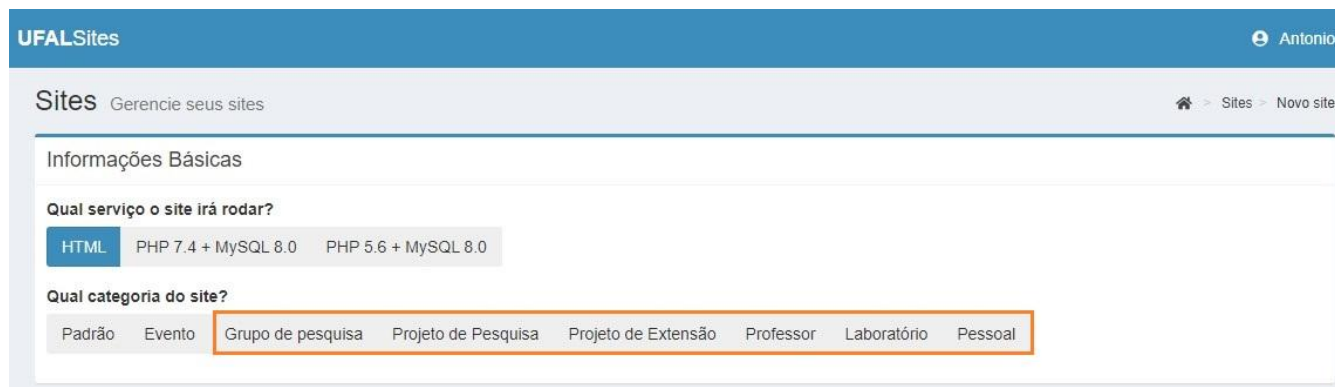 UFALSites Antonio
Sites Gerencie seus sites > Sites > Novo site
Informações Básicas
Qual serviço o site irá rodar?
HTML PHP 7.4 + MySQL 8.0 PHP 5.6 + MySQL 8.0
Qual categoria do site?
Padrão Evento Grupo de pesquisa Projeto de Pesquisa Projeto de Extensão Professor Laboratório Pessoal